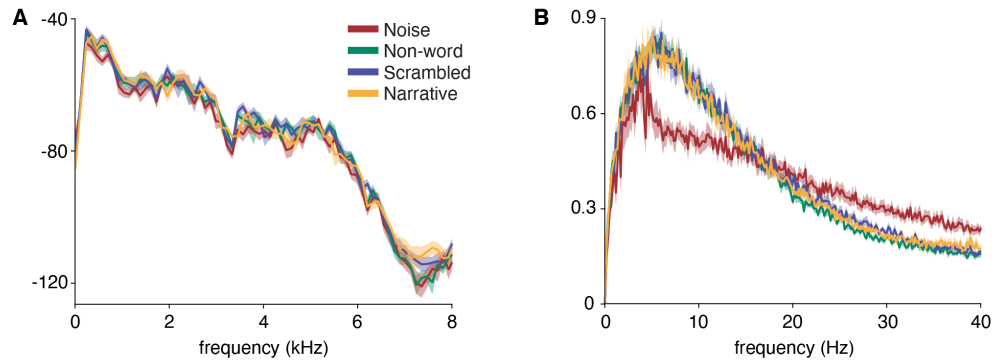 A
-40
-80
-120
0
2
4
6
8
frequency (kHz)
Noise
Non-word
Scrambled
Narrative
B
0.9
0.6
0.3
0
0
10
20
30
40
frequency (Hz)